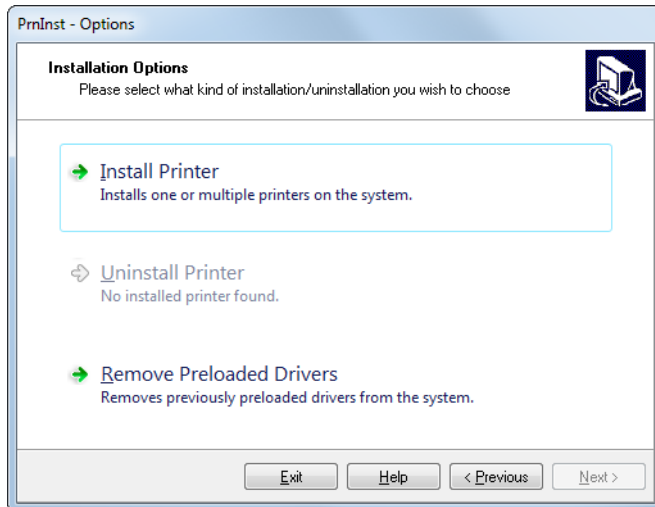 PrnInst - Options
Installation Options
Please select what kind of installation/uninstallation you wish to choose
Install Printer
Installs one or multiple printers on the system.
Uninstall Printer
No installed printer found.
Remove Preloaded Drivers
Removes previously preloaded drivers from the system.
Exit Help < Previous Next >